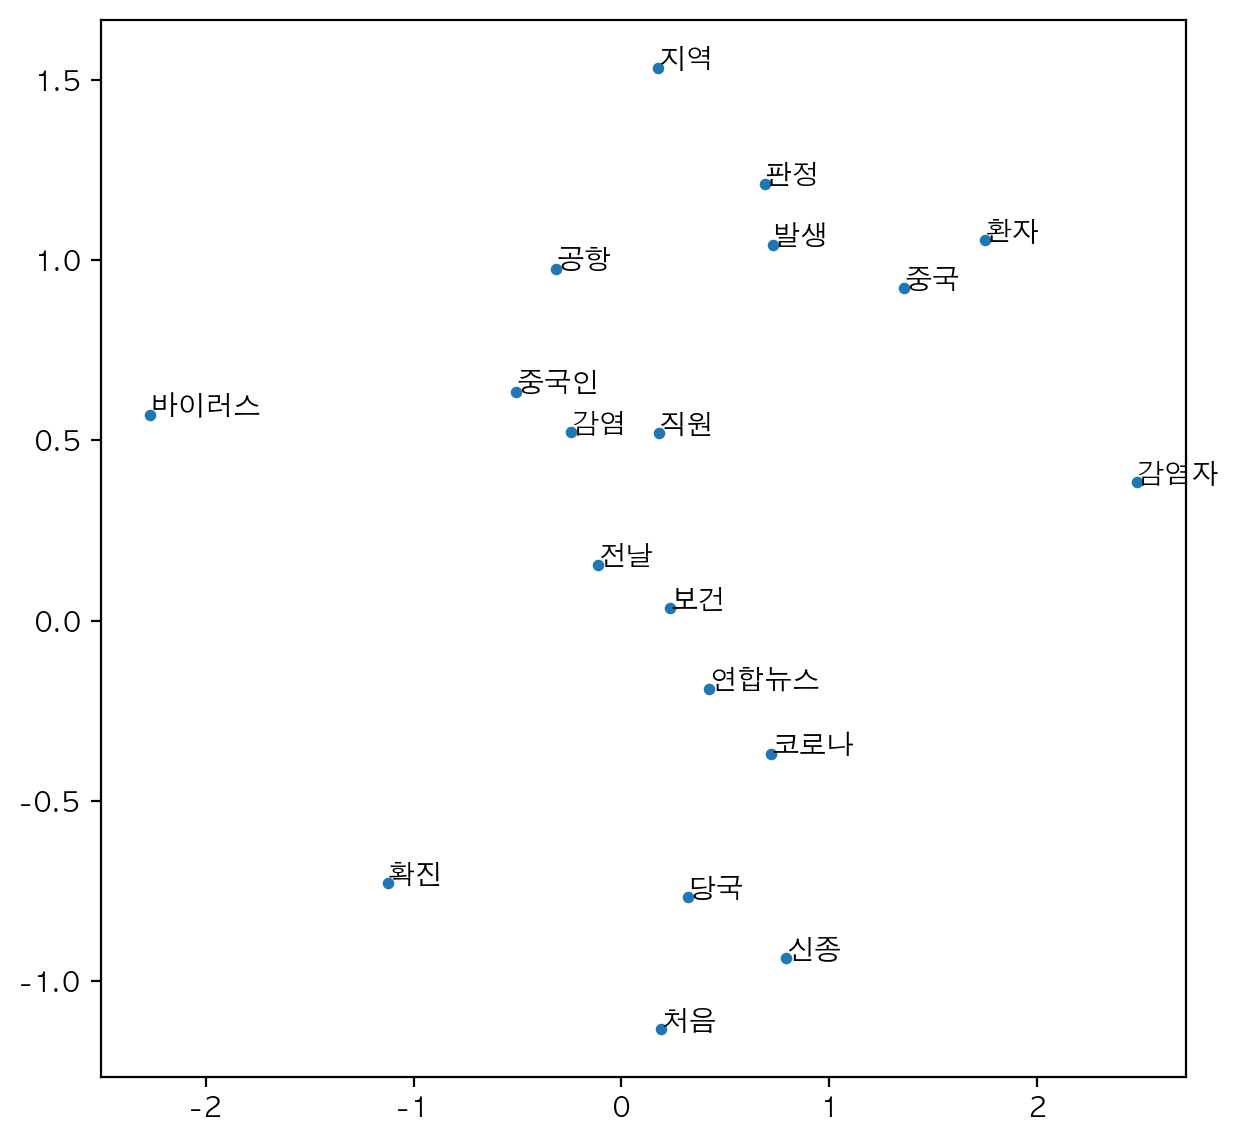 지역
1.5
판정
발생
환자
공항
1.0
중국
중국인
바이러스
감염
직원
0.5
감염자
전날
보건
0.0
연합뉴스
코로나
-0.5
확진
당국
신종
-1.0
처음
-2
-1
0
1
2